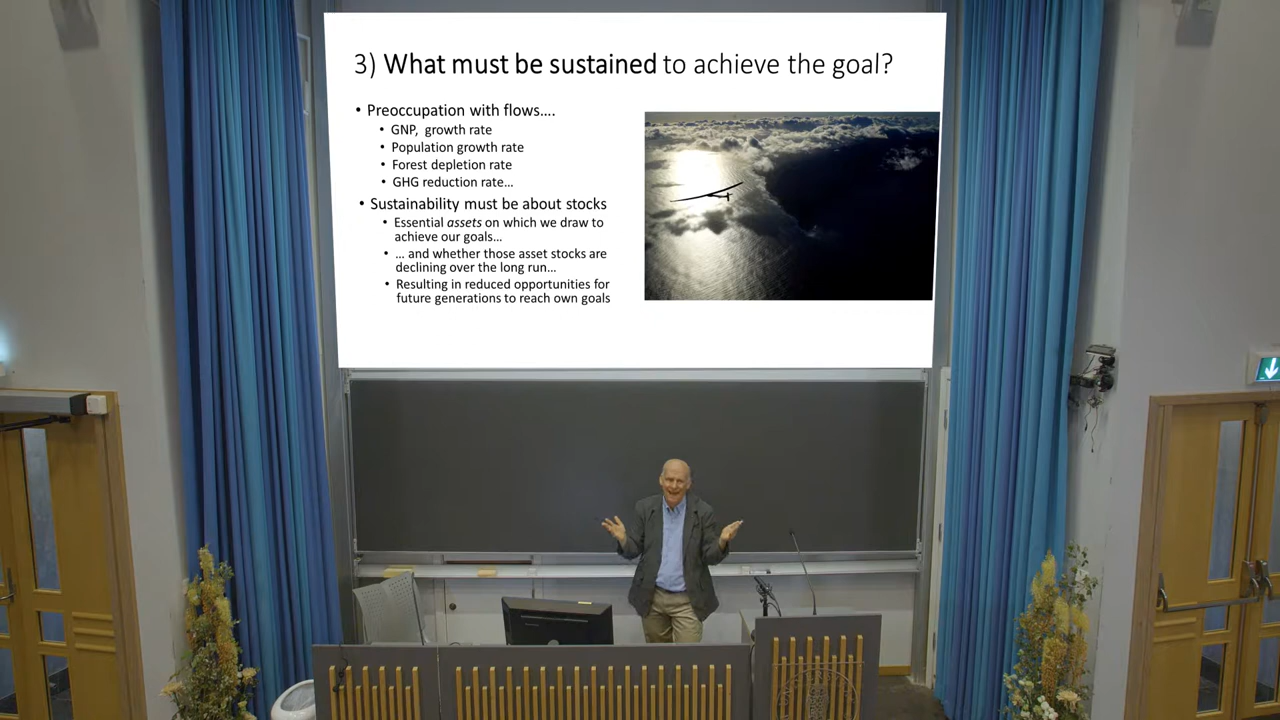 3) What must be sustained to achieve the goal?
• Preoccupation with flows....
• GNP, growth rate
• Population growth rate
• Forest depletion rate
• GHG reduction rate...
• Sustainability must be about stocks
• Essential assets on which we draw to
achieve our goals...
• ... and whether those asset stocks are
declining over the long run...
• Resulting in reduced opportunities for
future generations to reach own goals